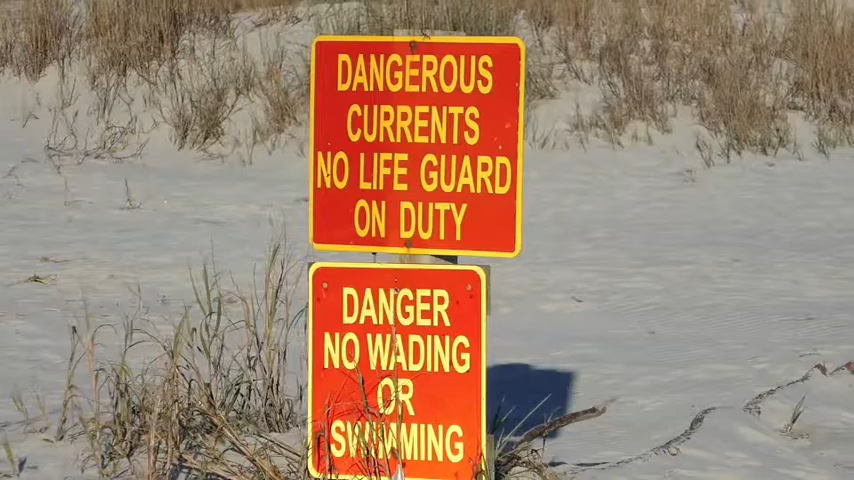 DANGEROUS
CURRENTS
NO LIFE GUARD
ON DUTY
DANGER
NO WADING
OR
SWIMMING